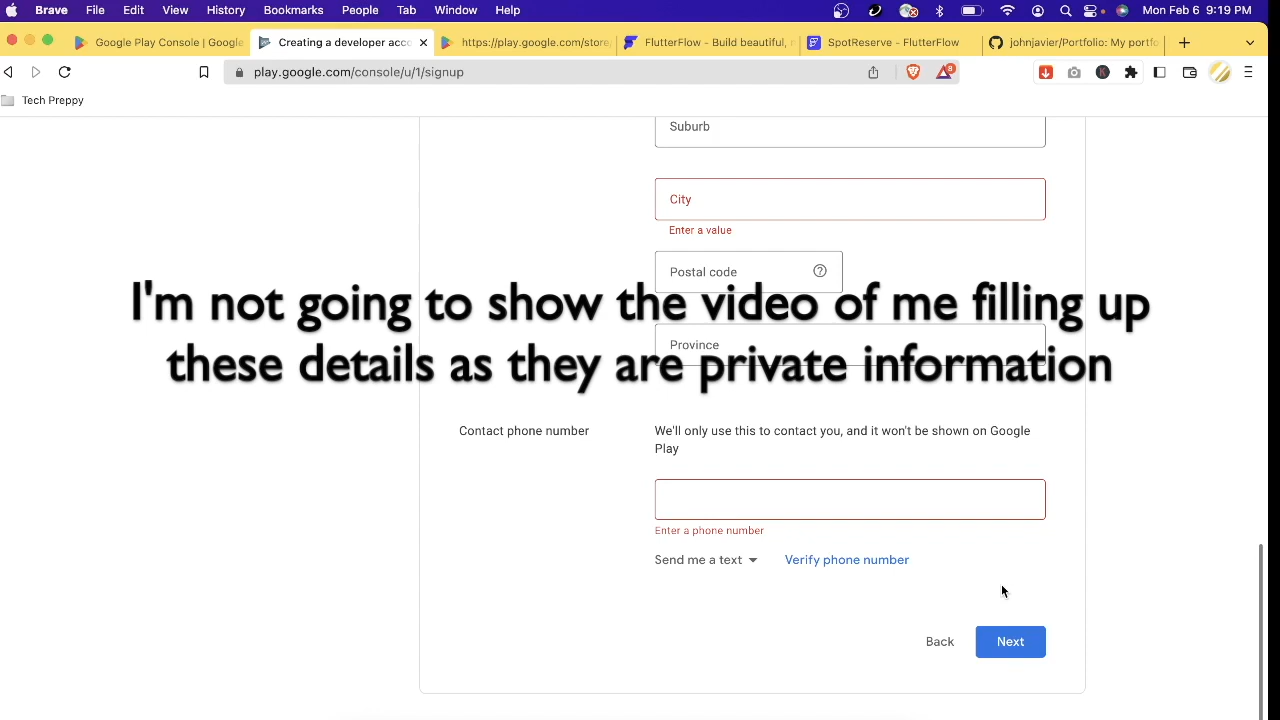 Brave File Edit View History Bookmarks People Tab Window Help Mon Feb 6 9:19 PM
Google Play Console | Google
Creating a developer acco
https://play.google.com/store
FlutterFlow - Build beautiful,
SpotReserve - FlutterFlow
johnjavier/Portfolio: My portfo
play.google.com/console/u/1/signup
8
Tech Preppy
Suburb
City
Enter a value
Postal code
I'm not going to show the video of me filling up
Province
these details as they are private information
Contact phone number
We'll only use this to contact you, and it won't be shown on Google
Play
Enter a phone number
Send me a text
Verify phone number
Back
Next